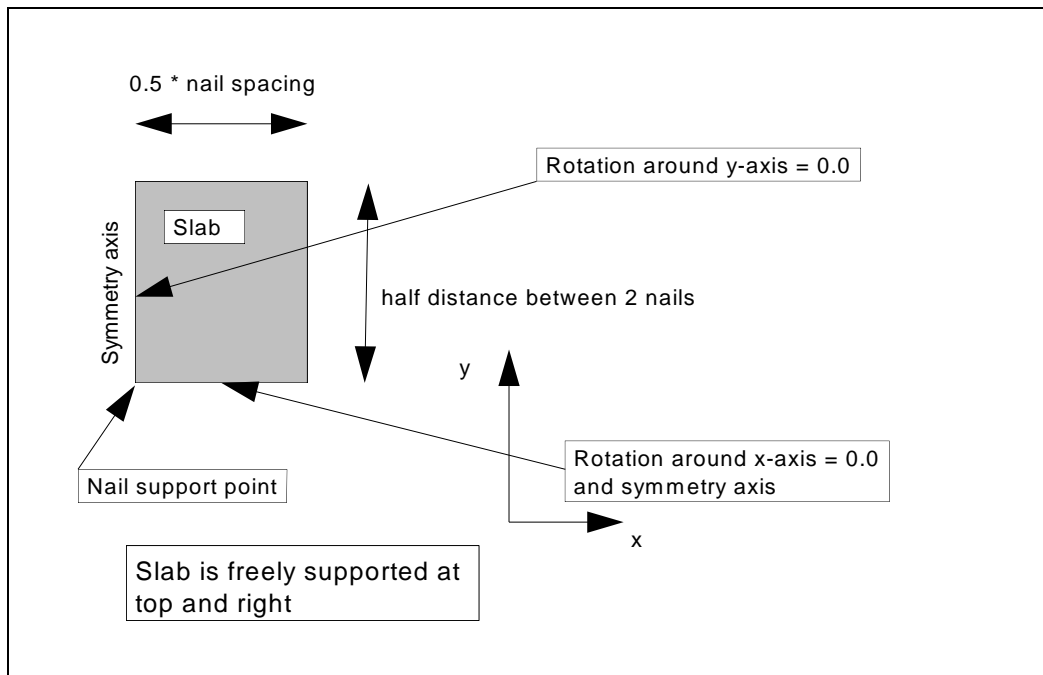 0.5 * nail spacing
Rotation around y-axis = 0.0
Slab
Symmetry axis
half distance between 2 nails
y
Rotation around x-axis = 0.0
and symmetry axis
Nail support point
x
Slab is freely supported at
top and right